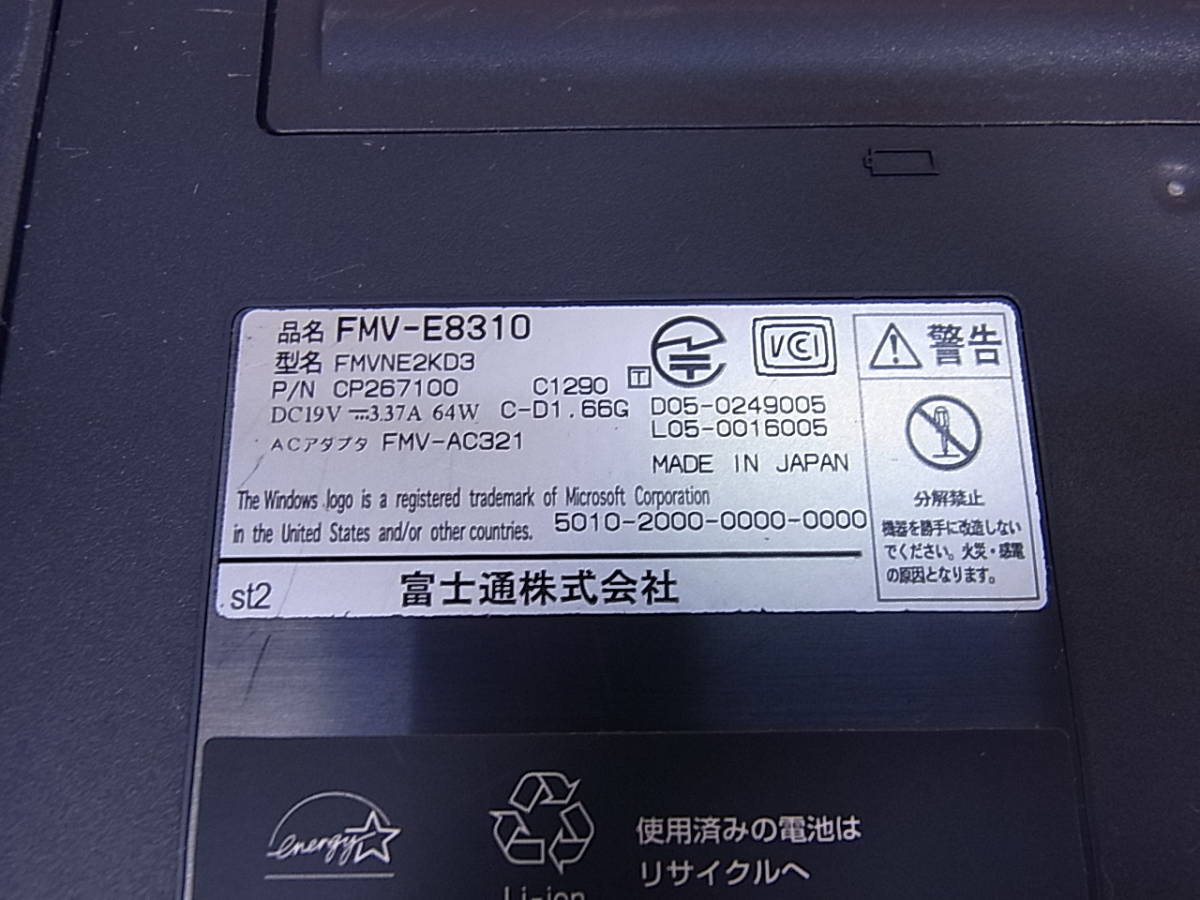 品名 FMV-E8310
型名 FMVNE2KD3
P/N CP267100 C1290
DC19V 3.37A 64W C-D1.66G
ACアダプタ FMV-AC321
T
VCI
D05-0249005
L05-0016005
MADE IN JAPAN
The Windows logo is a registered trademark of Microsoft Corporation
in the United States and/or other countries. 5010-2000-0000-0000
st2 富士通株式会社
警告
分解禁止
機器を勝手に改造しない
でください。火災・感電
の原因となります。
energy
Li-ion
使用済みの電池は
リサイクルへ